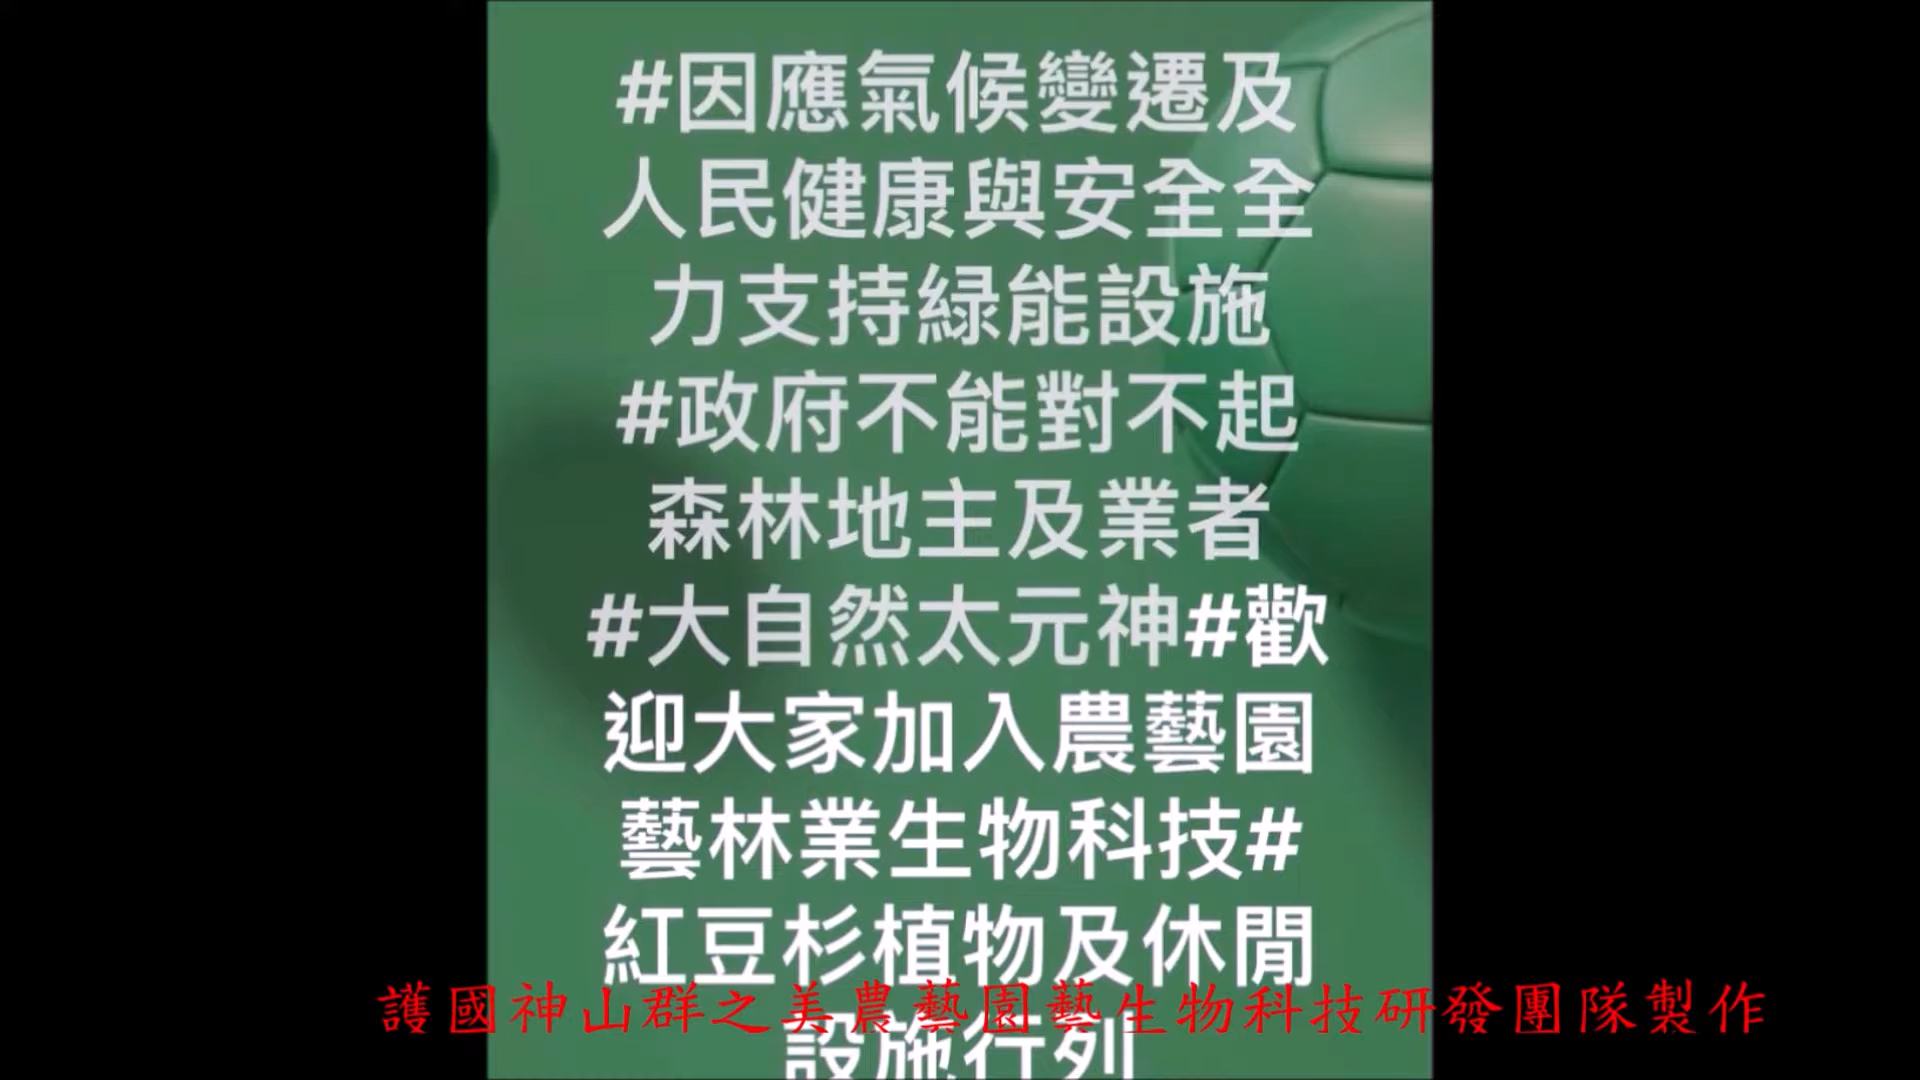 #因應氣候變遷及
人民健康與安全全
力支持緑能設施
#政府不能對不起
森林地主及業者
#大自然太元神#歡
迎大家加入農藝園
藝林業生物科技#
紅豆杉植物及休閒
護國神山群之美農藝園藝生物科技研發團隊製作
設施行列